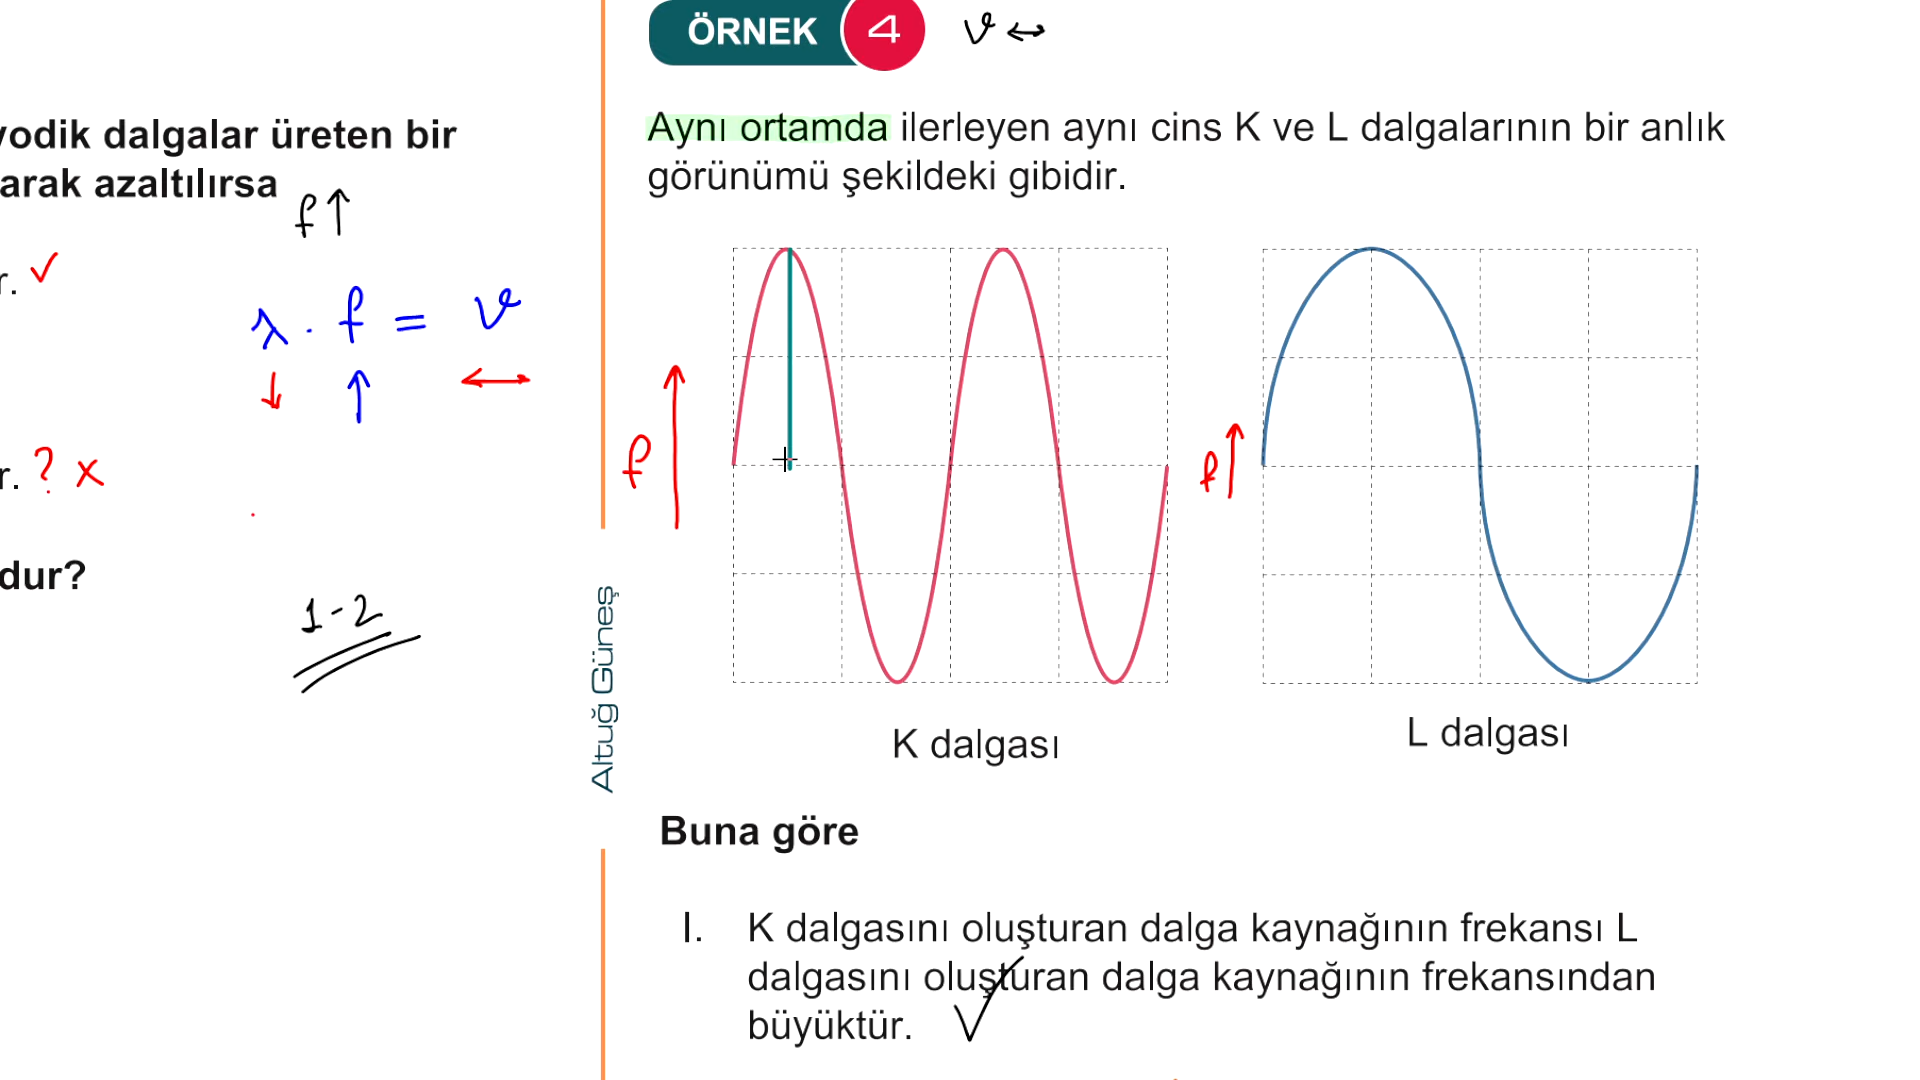 yodik dalgalar üreten bir
arak azaltılırsa
f↑
r. ✓
λ . f = v
↓ ↑ ↔
r. ? x
dur?
1-2
Altuğ Güneş
ÖRNEK 4 v ↔
Aynı ortamda ilerleyen aynı cins K ve L dalgalarının bir anlık
görünümü şekildeki gibidir.
f ↑
f ↑
K dalgası
L dalgası
Buna göre
I. K dalgasını oluşturan dalga kaynağının frekansı L
dalgasını oluşturan dalga kaynağının frekansından
büyüktür. ✓